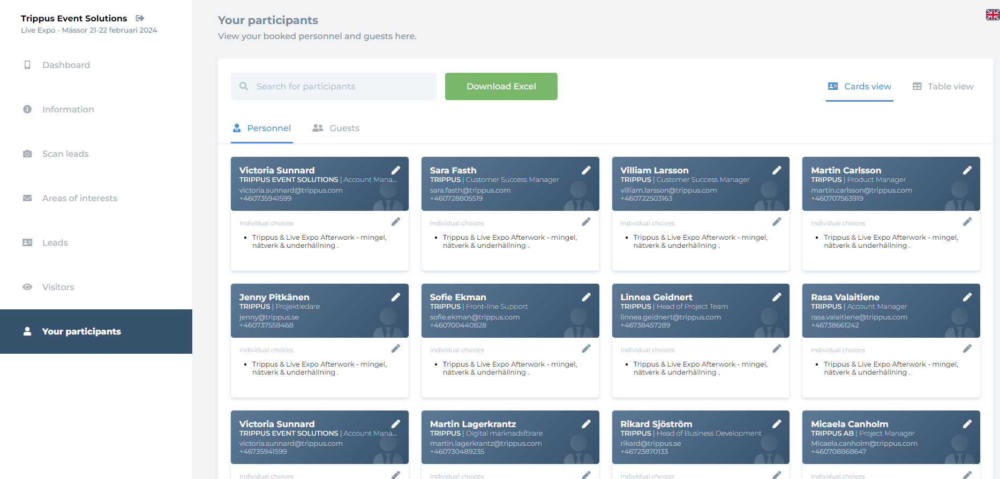 Trippus Event Solutions
Live Expo - Mässor 21-22 februari 2024
Dashboard
Information
Scan leads
Areas of interests
Leads
Visitors
Your participants
Your participants
View your booked personnel and guests here.
Search for participants
Download Excel
Cards view
Table view
Personnel
Guests
Victoria Sunnard
TRIPPUS EVENT SOLUTIONS | Account Mana...
victoria.sunnard@trippus.com
+460735941599
Individual choices
Trippus & Live Expo Afterwork - mingel,
nätverk & underhållning .
Sara Fasth
TRIPPUS | Customer Success Manager
sara.fasth@trippus.com
+460728805519
Individual choices
Trippus & Live Expo Afterwork - mingel,
nätverk & underhållning .
Villiam Larsson
TRIPPUS | Customer Success Manager
villiam.larsson@trippus.com
+460722503163
Individual choices
Trippus & Live Expo Afterwork - mingel,
nätverk & underhållning .
Martin Carlsson
TRIPPUS | Product Manager
martin.carlsson@trippus.com
+460707563919
Individual choices
Trippus & Live Expo Afterwork - mingel,
nätverk & underhållning .
Jenny Pitkänen
TRIPPUS | Projektledare
jenny@trippus.se
+460737558468
Individual choices
Trippus & Live Expo Afterwork - mingel,
nätverk & underhållning .
Sofie Ekman
TRIPPUS | Front-line Support
sofie.ekman@trippus.com
+460700440828
Individual choices
Trippus & Live Expo Afterwork - mingel,
nätverk & underhållning .
Linnea Geidnert
TRIPPUS | Head of Project Team
linnea.geidnert@trippus.com
+46738457289
Individual choices
Trippus & Live Expo Afterwork - mingel,
nätverk & underhållning .
Rasa Valaitiene
TRIPPUS | Account Manager
rasa.valaitiene@trippus.com
+46738661242
Individual choices
Trippus & Live Expo Afterwork - mingel,
nätverk & underhållning .
Victoria Sunnard
TRIPPUS EVENT SOLUTIONS | Account Mana...
victoria.sunnard@trippus.com
+46735941599
Individual choices
Martin Lagerkrantz
TRIPPUS | Digital marknadsförare
martin.lagerkrantz@trippus.com
+460730489235
Individual choices
Rikard Sjöström
TRIPPUS | Head of Business Development
rikard@trippus.se
+46723870133
Individual choices
Micaela Canholm
TRIPPUS AB | Project Manager
Micaela.canholm@trippus.com
+460708868647
Individual choices